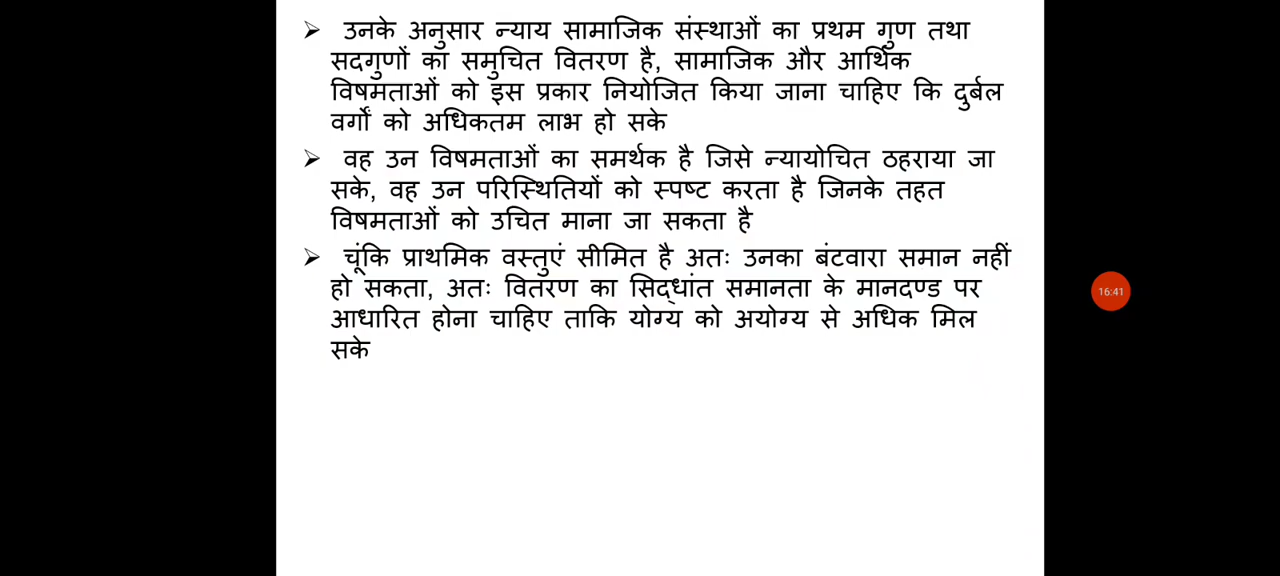 ➢ उनके अनुसार न्याय सामाजिक संस्थाओं का प्रथम गुण तथा
सदगुणों का समुचित वितरण है, सामाजिक और आर्थिक
विषमताओं को इस प्रकार नियोजित किया जाना चाहिए कि दुर्बल
वर्गों को अधिकतम लाभ हो सके
➢ वह उन विषमताओं का समर्थक है जिसे न्यायोचित ठहराया जा
सके, वह उन परिस्थितियों को स्पष्ट करता है जिनके तहत
विषमताओं को उचित माना जा सकता है
➢ चूंकि प्राथमिक वस्तुएं सीमित है अतः उनका बंटवारा समान नहीं
हो सकता, अतः वितरण का सिद्धांत समानता के मानदण्ड पर
आधारित होना चाहिए ताकि योग्य को अयोग्य से अधिक मिल
सके
16:41